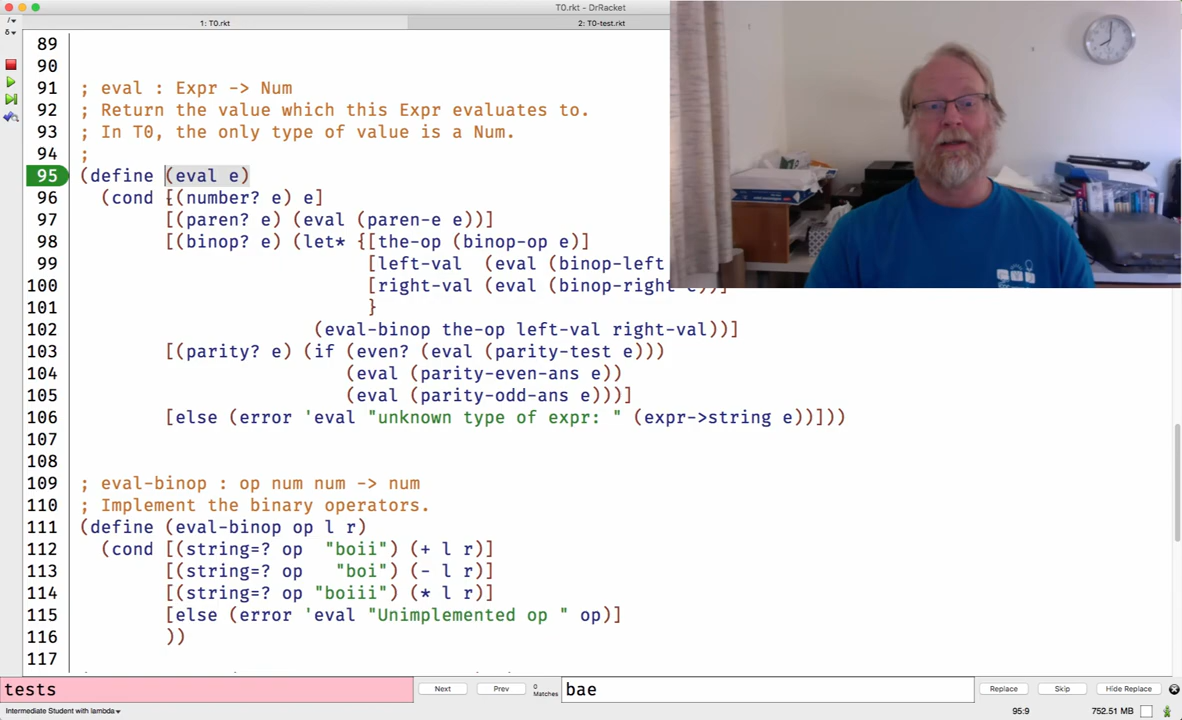 T0.rkt - DrRacket
1: T0.rkt
2: T0-test.rkt
89
90
91 ; eval : Expr -> Num
92 ; Return the value which this Expr evaluates to.
93 ; In T0, the only type of value is a Num.
94 ;
95 (define (eval e)
96 (cond [(number? e) e]
97 [(paren? e) (eval (paren-e e))]
98 [(binop? e) (let* {[the-op (binop-op e)]
99 [left-val (eval (binop-left
100 [right-val (eval (binop-right e))]
101 }
102 (eval-binop the-op left-val right-val))]
103 [(parity? e) (if (even? (eval (parity-test e)))
104 (eval (parity-even-ans e))
105 (eval (parity-odd-ans e)))]
106 [else (error 'eval "unknown type of expr: " (expr->string e))]))
107
108
109 ; eval-binop : op num num -> num
110 ; Implement the binary operators.
111 (define (eval-binop op l r)
112 (cond [(string=? op "boii") (+ l r)]
113 [(string=? op "boi") (- l r)]
114 [(string=? op "boiii") (* l r)]
115 [else (error 'eval "Unimplemented op " op)]
116 ))
117
tests
Next
Prev
0 Matches
bae
Replace
Skip
Hide Replace
Intermediate Student with lambda
95:9
752.51 MB